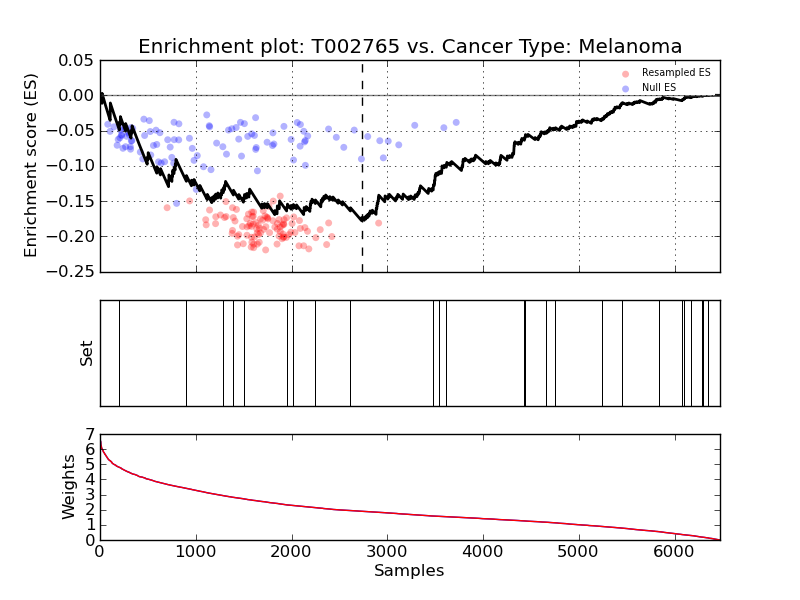 Enrichment plot: T002765 vs. Cancer Type: Melanoma
Enrichment score (ES)
0.05
0.00
−0.05
−0.10
−0.15
−0.20
−0.25
Resampled ES
Null ES
Set
Weights
7
6
5
4
3
2
1
0
0 1000 2000 3000 4000 5000 6000
Samples